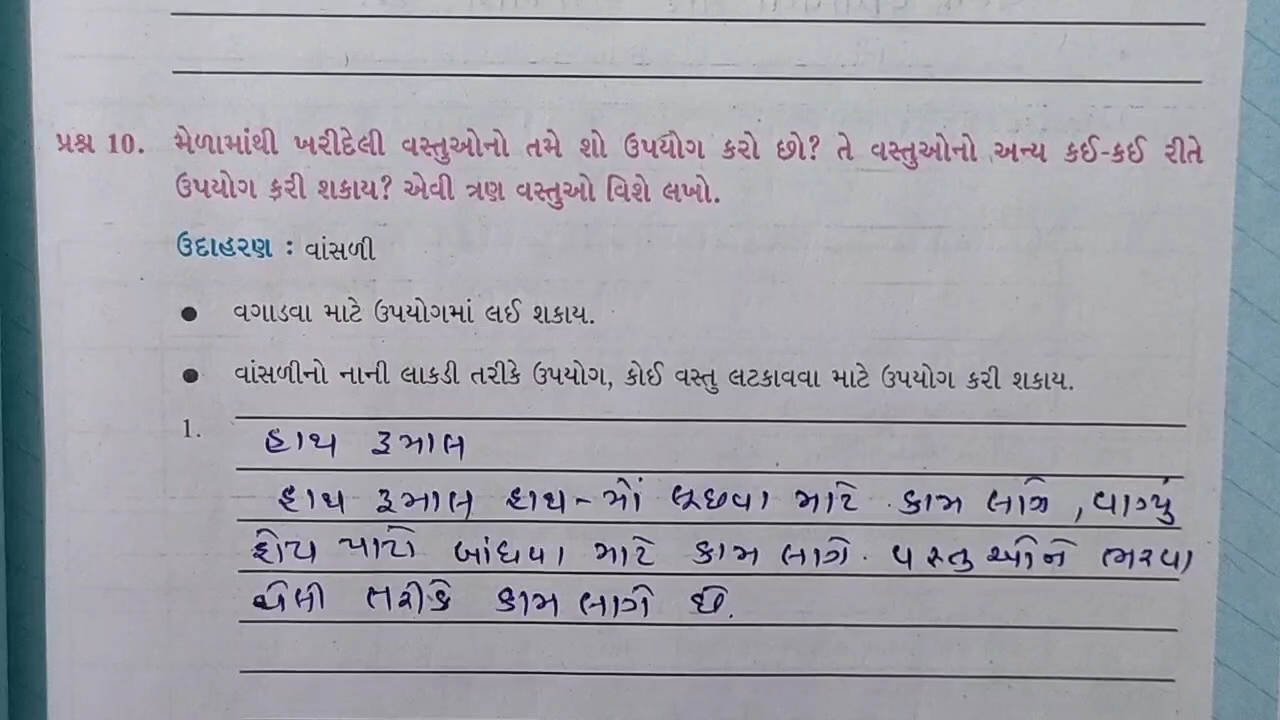 પ્રશ્ન 10. મેળામાંથી ખરીદેલી વસ્તુઓનો તમે શો ઉપયોગ કરો છો? તે વસ્તુઓનો અન્ય કઈ-કઈ રીતે
ઉપયોગ કરી શકાય? એવી ત્રણ વસ્તુઓ વિશે લખો.
ઉદાહરણ : વાંસળી
● વગાડવા માટે ઉપયોગમાં લઈ શકાય.
● વાંસળીનો નાની લાકડી તરીકે ઉપયોગ, કોઈ વસ્તુ લટકાવવા માટે ઉપયોગ કરી શકાય.
1. હાથ રૂમાલ
હાથ રૂમાલ હાથ-મોં લૂછવા માટે કામ લાગે, વાગ્યું
હોય પાટો બાંધવા માટે કામ લાગે. વસ્તુઓને ભરવા
થેલી તરીકે કામ લાગે છે.